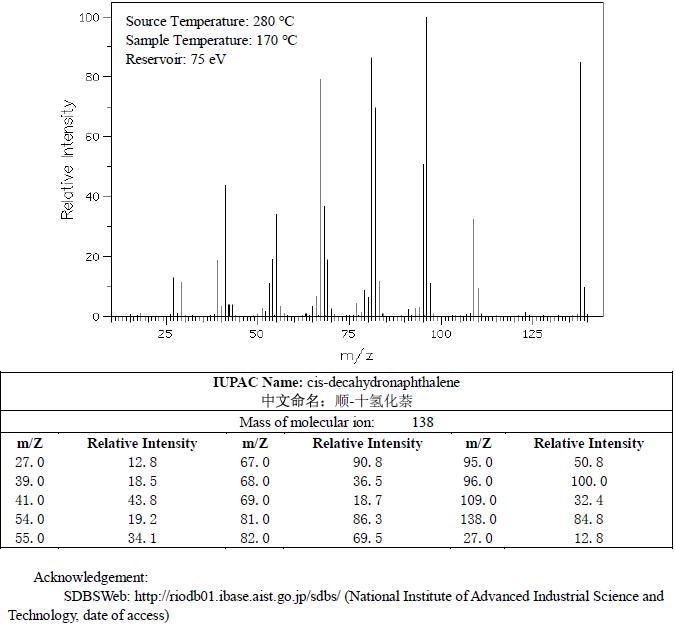 100
Source Temperature: 280 ℃
Sample Temperature: 170 ℃
Reservoir: 75 eV
80
60
40
20
0
Relative Intensity
25 50 75 100 125
m/z
IUPAC Name: cis-decahydronaphthalene
中文命名：顺-十氢化萘
Mass of molecular ion: 138
m/Z Relative Intensity m/Z Relative Intensity m/Z Relative Intensity
27.0 12.8 67.0 90.8 95.0 50.8
39.0 18.5 68.0 36.5 96.0 100.0
41.0 43.8 69.0 18.7 109.0 32.4
54.0 19.2 81.0 86.3 138.0 84.8
55.0 34.1 82.0 69.5 27.0 12.8
Acknowledgement:
SDBSWeb: http://riodb01.ibase.aist.go.jp/sdbs/ (National Institute of Advanced Industrial Science and
Technology, date of access)